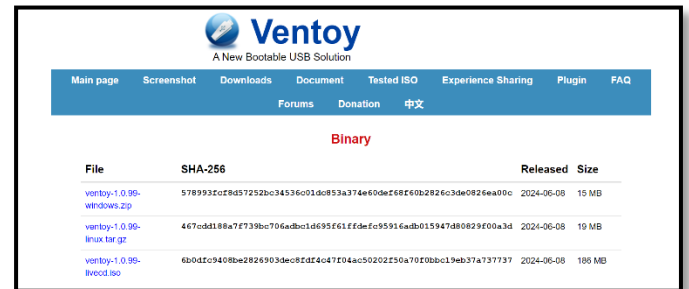 Ventoy
A New Bootable USB Solution
Main page Screenshot Downloads Document Tested ISO Experience Sharing Plugin FAQ
Forums Donation 中文
Binary
File SHA-256 Released Size
ventoy-1.0.99-windows.zip 578993fcf8d57252bc34536c01dc853a374e60def68f60b2826c3de0826ea00c 2024-06-08 15 MB
ventoy-1.0.99-linux.tar.gz 467cdd188a7f739bc706adbc1d695f61ffdefc95916adb015947d80829f00a3d 2024-06-08 19 MB
ventoy-1.0.99-livecd.iso 6b0dfc9408be2826903dec8fdf4c47f04ac50202f50a70f0bbc19eb37a737737 2024-06-08 186 MB